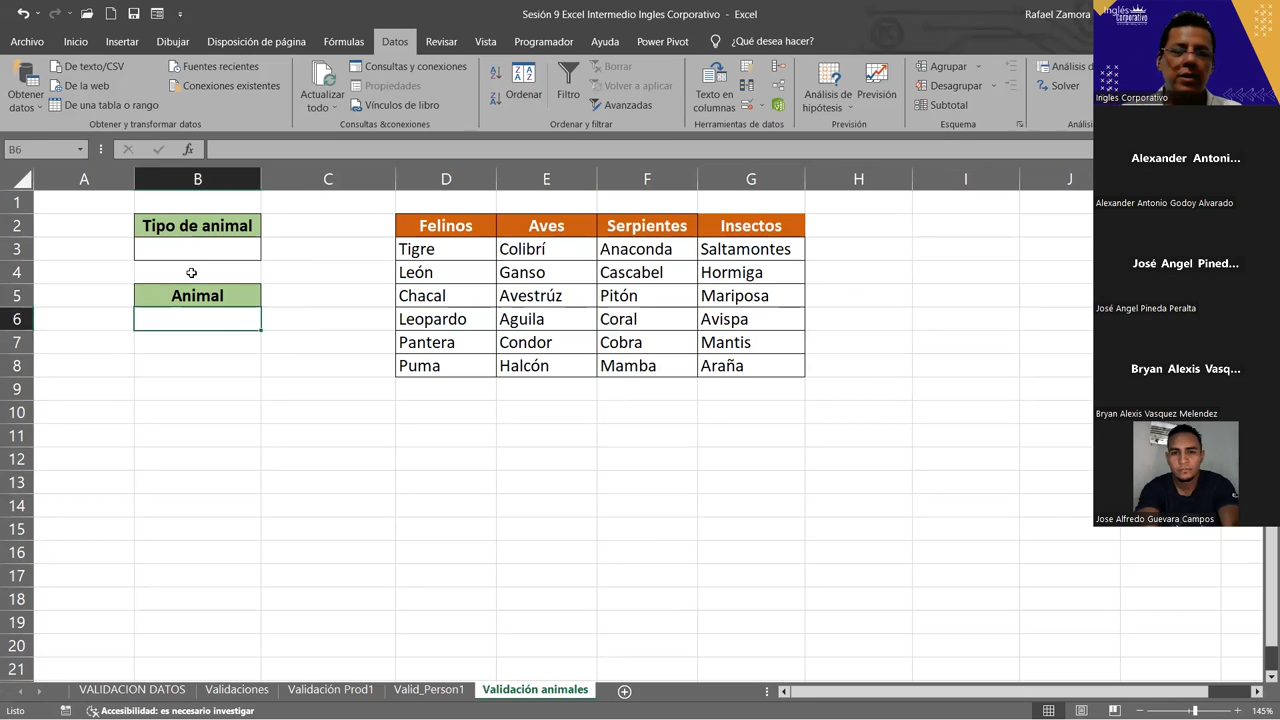 Sesión 9 Excel Intermedio Ingles Corporativo - Excel
Rafael Zamora
Archivo Inicio Insertar Dibujar Disposición de página Fórmulas Datos Revisar Vista Programador Ayuda Power Pivot ¿Qué desea hacer?
Obtener datos
De texto/CSV
De la web
De una tabla o rango
Fuentes recientes
Conexiones existentes
Obtener y transformar datos
Actualizar todo
Consultas y conexiones
Propiedades
Vínculos de libro
Consultas&conexiones
Ordenar
Filtro
Borrar
Volver a aplicar
Avanzadas
Ordenar y filtrar
Texto en columnas
Herramientas de datos
Análisis de hipótesis
Previsión
Previsión
Agrupar
Desagrupar
Subtotal
Esquema
Análisis d
Solver
Análisi
B6
fx
A B C D E F G H I J
1
2 Tipo de animal Felinos Aves Serpientes Insectos
3 Tigre Colibrí Anaconda Saltamontes
4 León Ganso Cascabel Hormiga
5 Animal Chacal Avestrúz Pitón Mariposa
6 Leopardo Aguila Coral Avispa
7 Pantera Condor Cobra Mantis
8 Puma Halcón Mamba Araña
9
10
11
12
13
14
15
16
17
18
19
20
21
VALIDACION DATOS Validaciones Validación Prod1 Valid_Person1 Validación animales
Listo Accesibilidad: es necesario investigar 145%
Inglés Corporativo
Ingles Corporativo
Alexander Antoni...
Alexander Antonio Godoy Alvarado
José Angel Pined...
José Angel Pineda Peralta
Bryan Alexis Vasq...
Bryan Alexis Vasquez Melendez
Jose Alfredo Guevara Campos